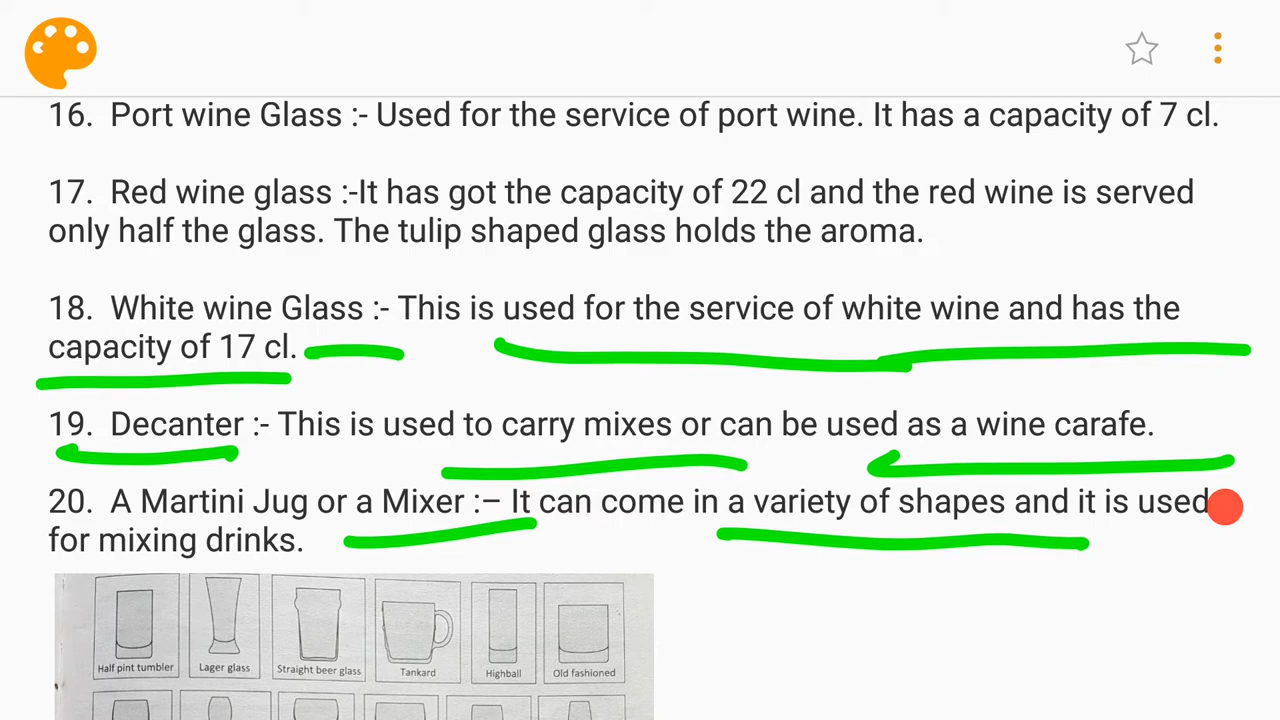 16. Port wine Glass :- Used for the service of port wine. It has a capacity of 7 cl.
17. Red wine glass :-It has got the capacity of 22 cl and the red wine is served
only half the glass. The tulip shaped glass holds the aroma.
18. White wine Glass :- This is used for the service of white wine and has the
capacity of 17 cl.
19. Decanter :- This is used to carry mixes or can be used as a wine carafe.
20. A Martini Jug or a Mixer :– It can come in a variety of shapes and it is used
for mixing drinks.
Half pint tumbler Lager glass Straight beer glass Tankard Highball Old fashioned